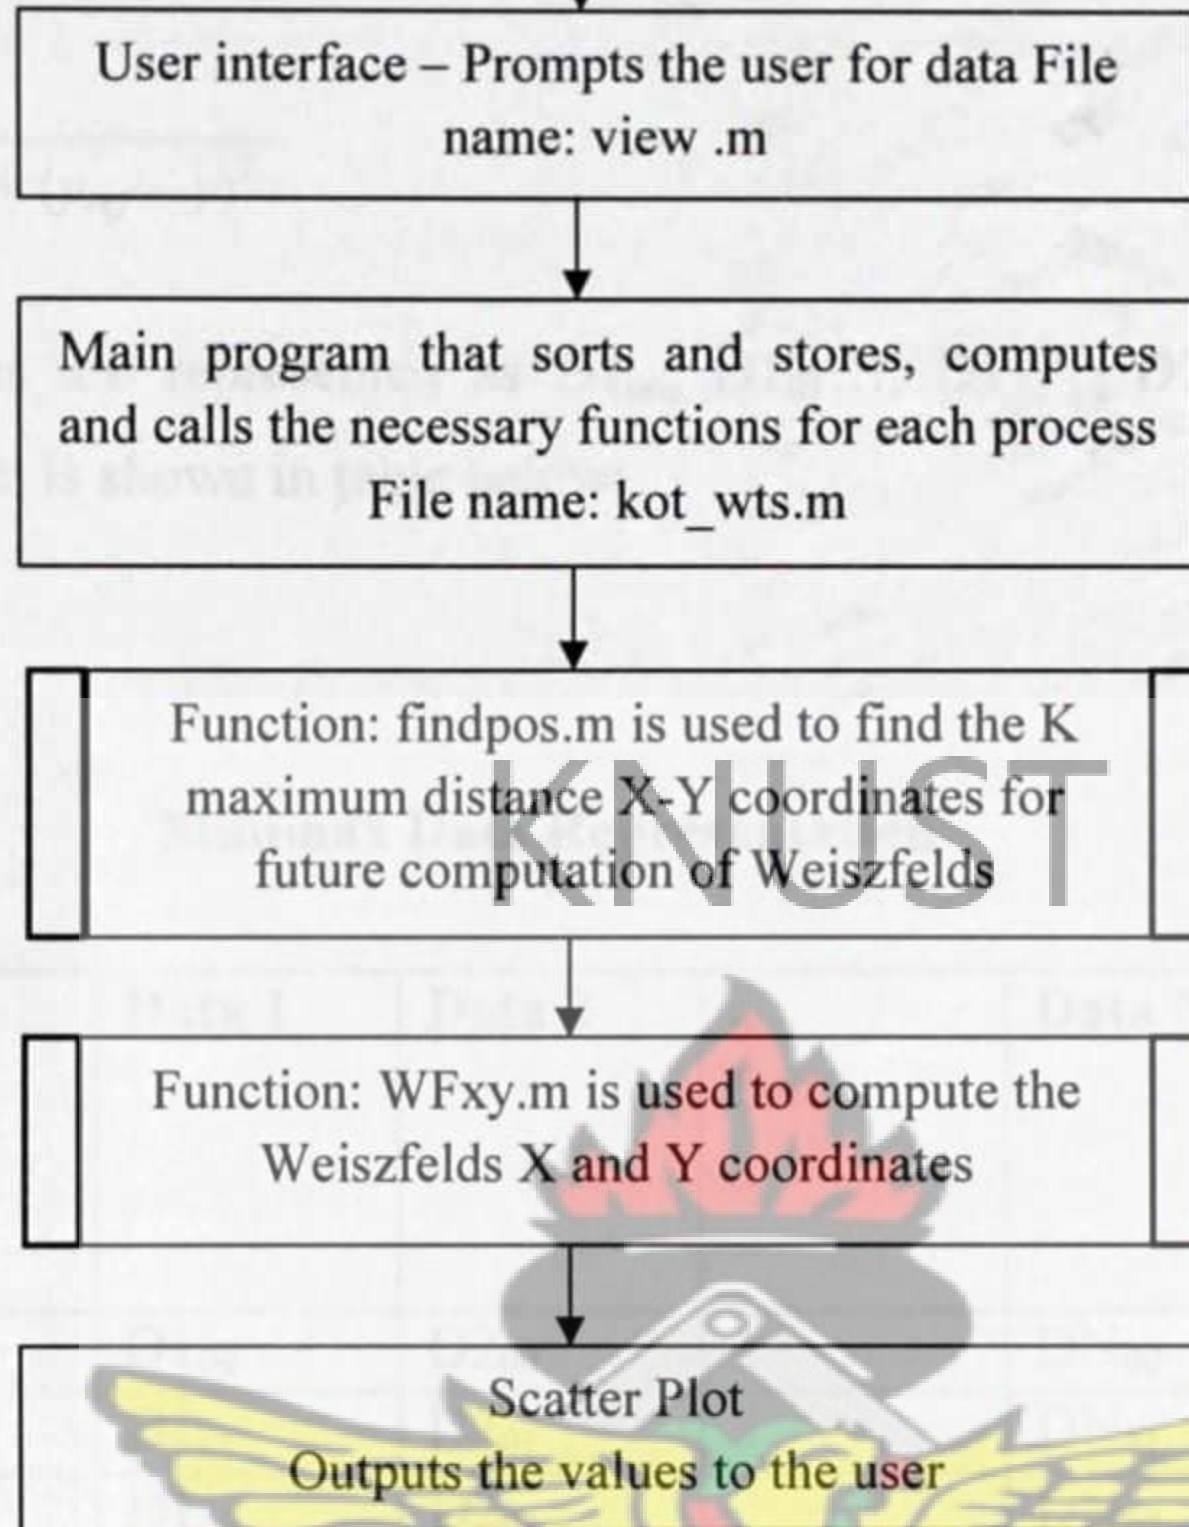 User interface – Prompts the user for data File
name: view .m
Main program that sorts and stores, computes
and calls the necessary functions for each process
File name: kot_wts.m
Function: findpos.m is used to find the K
maximum distance X-Y coordinates for
future computation of Weiszfelds
KNUST
Function: WFxy.m is used to compute the
Weiszfelds X and Y coordinates
Scatter Plot
Outputs the values to the user